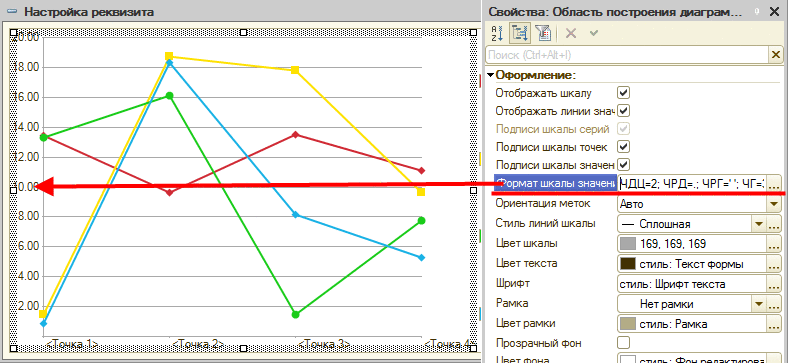 Настройка реквизита
20.00
18.00
16.00
14.00
12.00
10.00
8.00
6.00
4.00
2.00
<Точка 1>
<Точка 2>
<Точка 3>
<Точка 4
Свойства: Область построения диаграм...
Поиск (Ctrl+Alt+I)
Оформление:
Отображать шкалу
Отображать линии знач
Подписи шкалы серий
Подписи шкалы точек
Подписи шкалы значен
Формат шкалы значени
ЧДЦ=2; ЧРД=.; ЧРГ=' '; ЧГ=3
Ориентация меток
Авто
Стиль линий шкалы
Сплошная
Цвет шкалы
169, 169, 169
Цвет текста
стиль: Текст формы
Шрифт
стиль: Шрифт текста
Рамка
Нет рамки
Цвет рамки
стиль: Рамка
Прозрачный фон
Цвет фона
стиль: Фон редактирова